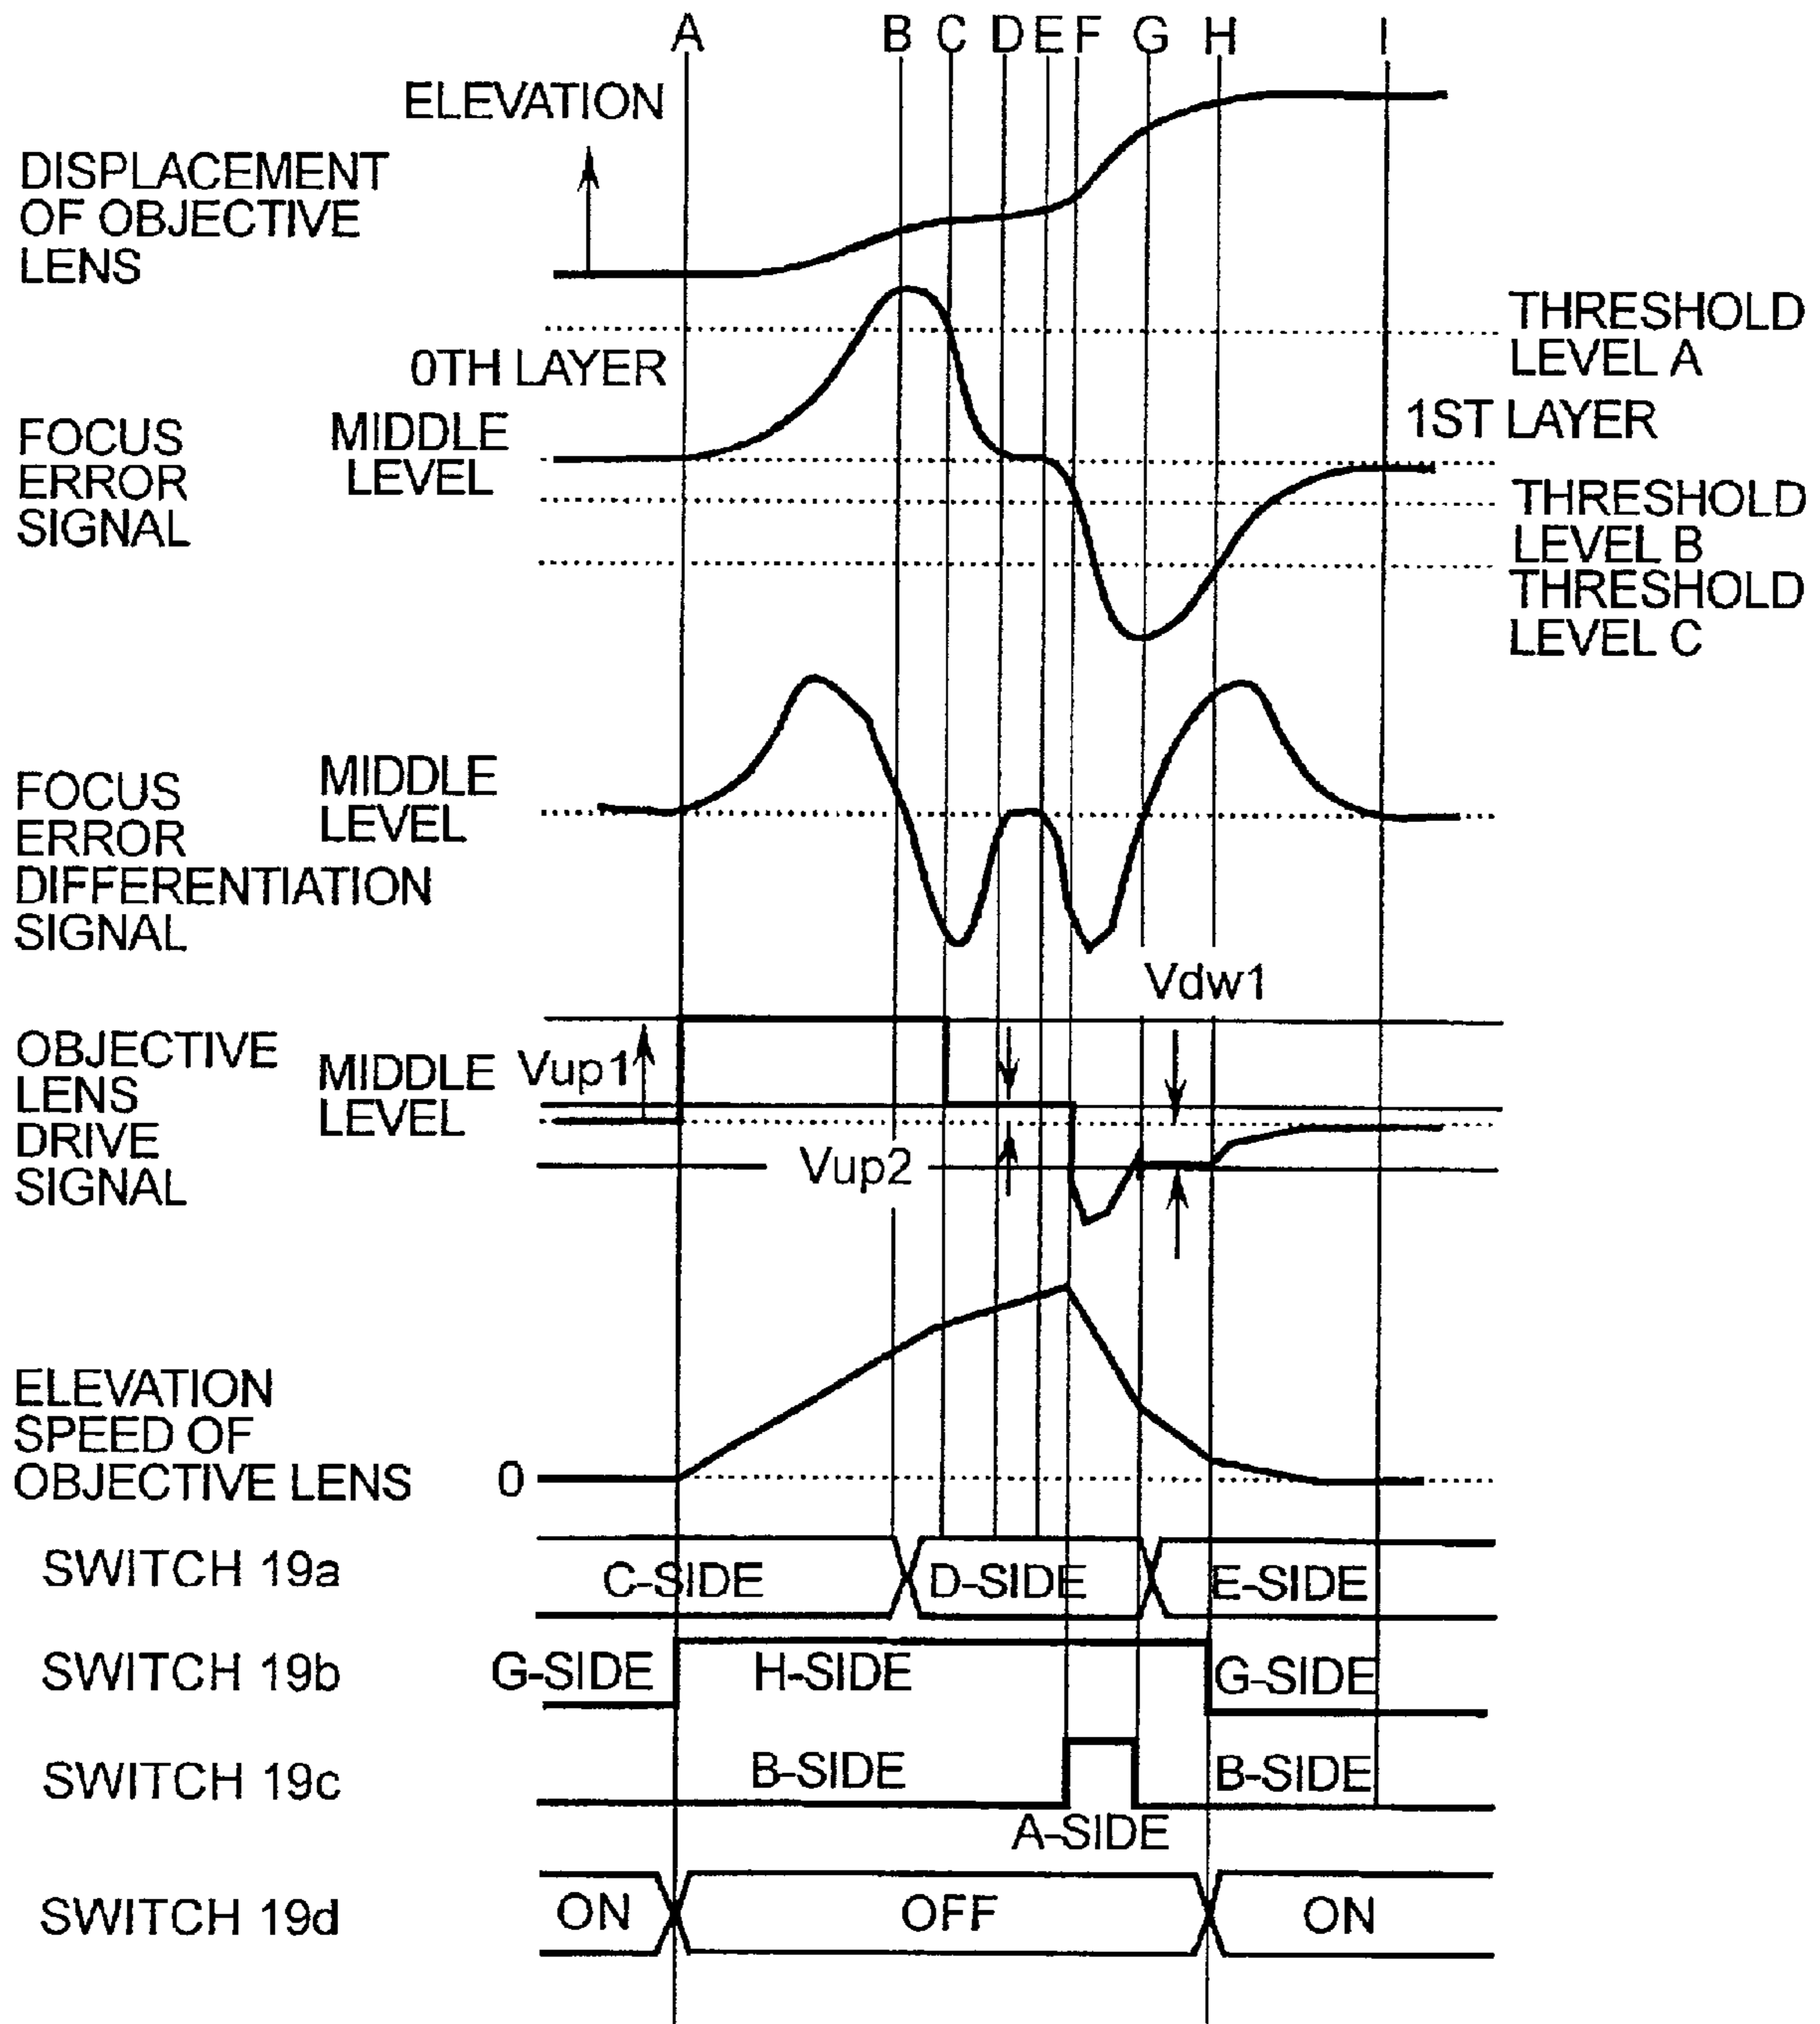 A B C D E F G H I
ELEVATION
DISPLACEMENT
OF OBJECTIVE
LENS
THRESHOLD
LEVEL A
0TH LAYER
1ST LAYER
FOCUS
ERROR
SIGNAL
MIDDLE
LEVEL
THRESHOLD
LEVEL B
THRESHOLD
LEVEL C
FOCUS
ERROR
DIFFERENTIATION
SIGNAL
MIDDLE
LEVEL
Vdw1
OBJECTIVE
LENS
DRIVE
SIGNAL
MIDDLE
LEVEL
Vup1
Vup2
ELEVATION
SPEED OF
OBJECTIVE LENS
0
SWITCH 19a
C-SIDE
D-SIDE
E-SIDE
SWITCH 19b
G-SIDE
H-SIDE
G-SIDE
SWITCH 19c
B-SIDE
A-SIDE
B-SIDE
SWITCH 19d
ON
OFF
ON